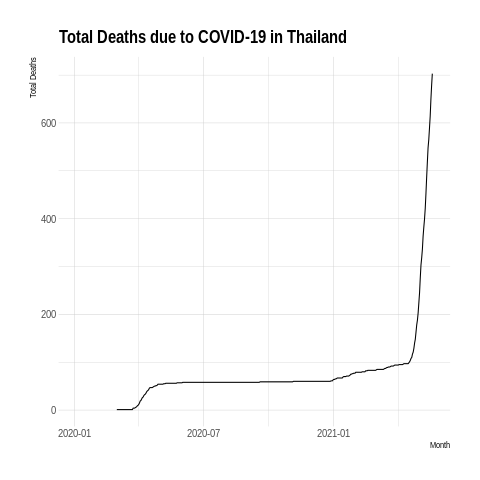 Total Deaths due to COVID-19 in Thailand
Total Deaths
600
400
200
0
2020-01 2020-07 2021-01
Month